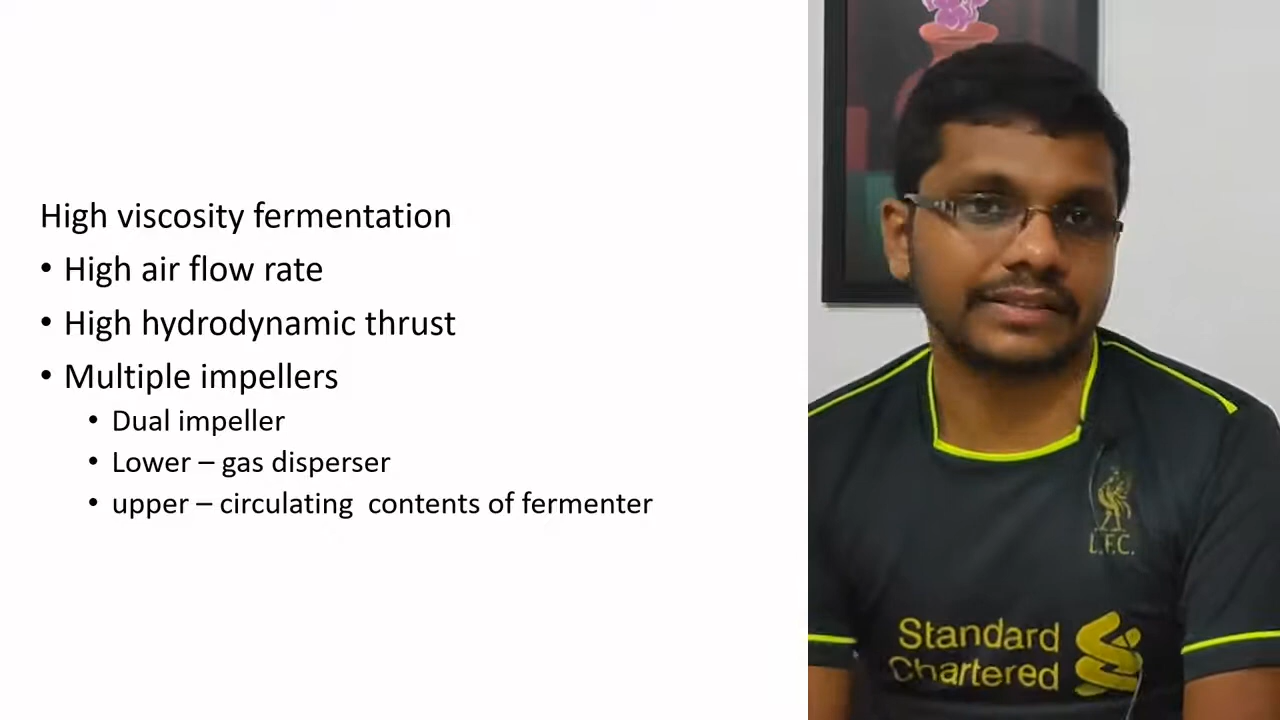 High viscosity fermentation
• High air flow rate
• High hydrodynamic thrust
• Multiple impellers
• Dual impeller
• Lower – gas disperser
• upper – circulating  contents of fermenter
L.F.C.
Standard
Chartered